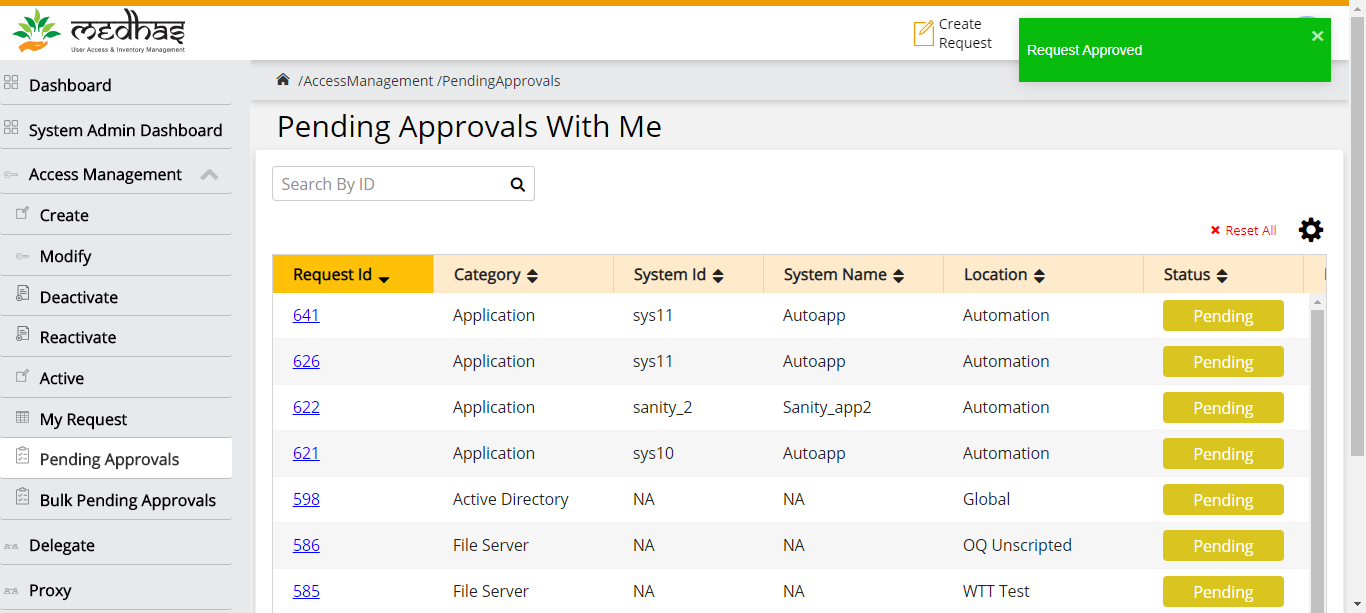 medhas
User Access & Inventory Management
Create
Request
Request Approved
Dashboard
System Admin Dashboard
Access Management
Create
Modify
Deactivate
Reactivate
Active
My Request
Pending Approvals
Bulk Pending Approvals
Delegate
Proxy
/AccessManagement /PendingApprovals
Pending Approvals With Me
Search By ID
Reset All
Request Id Category System Id System Name Location Status
641 Application sys11 Autoapp Automation Pending
626 Application sys11 Autoapp Automation Pending
622 Application sanity_2 Sanity_app2 Automation Pending
621 Application sys10 Autoapp Automation Pending
598 Active Directory NA NA Global Pending
586 File Server NA NA OQ Unscripted Pending
585 File Server NA NA WTT Test Pending